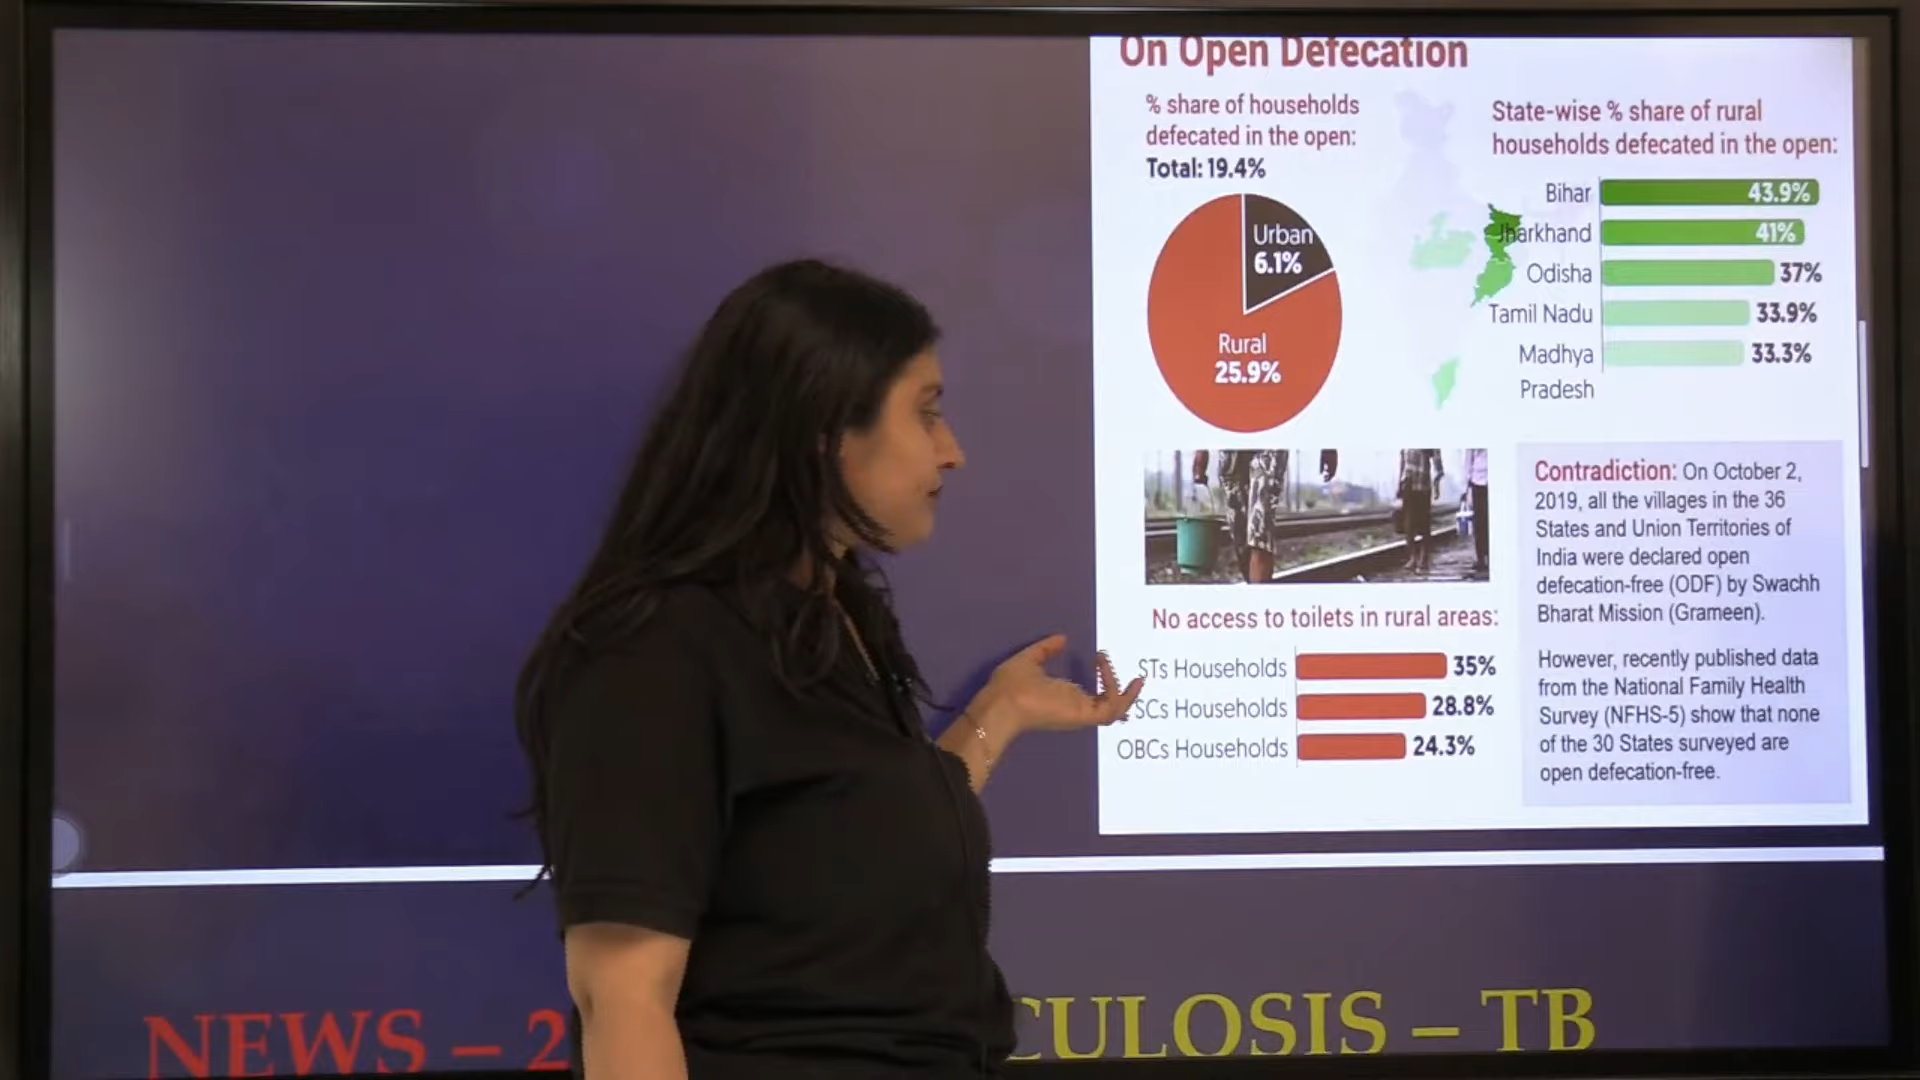 On Open Defecation
% share of households
defecated in the open:
Total: 19.4%
Urban
6.1%
Rural
25.9%
State-wise % share of rural
households defecated in the open:
Bihar 43.9%
Jharkhand 41%
Odisha 37%
Tamil Nadu 33.9%
Madhya 33.3%
Pradesh
No access to toilets in rural areas:
STs Households 35%
SCs Households 28.8%
OBCs Households 24.3%
Contradiction: On October 2,
2019, all the villages in the 36
States and Union Territories of
India were declared open
defecation-free (ODF) by Swachh
Bharat Mission (Grameen).
However, recently published data
from the National Family Health
Survey (NFHS-5) show that none
of the 30 States surveyed are
open defecation-free.
NEWS – 2 CULOSIS – TB